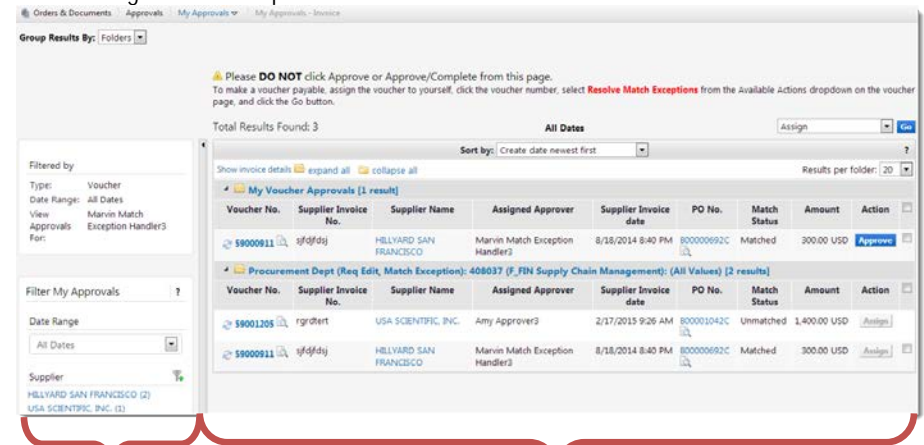 Orders & Documents Approvals My Approvals My Approvals - Invoice
Group Results By: Folders
Please DO NOT click Approve or Approve/Complete from this page.
To make a voucher payable, assign the voucher to yourself, click the voucher number, select Resolve Match Exceptions from the Available Actions dropdown on the voucher
page, and click the Go button.
Total Results Found: 3 All Dates Assign Go
Sort by: Create date newest first ?
Show invoice details expand all collapse all Results per folder: 20
Filtered by
Type: Voucher
Date Range: All Dates
View Marvin Match
Approvals Exception Handler3
For:
Filter My Approvals ?
Date Range
All Dates
Supplier
HILLYARD SAN FRANCISCO (2)
USA SCIENTIFIC, INC. (1)
My Voucher Approvals [1 result]
Voucher No. Supplier Invoice Supplier Name Assigned Approver Supplier Invoice PO No. Match Amount Action
No. date Status
S9000911 sjfdjfdsj HILLYARD SAN Marvin Match Exception 8/18/2014 8:40 PM B00000692C Matched 300.00 USD Approve
FRANCISCO Handler3
Procurement Dept (Req Edit, Match Exception): 408037 (F_FIN Supply Chain Management): (All Values) [2 results]
Voucher No. Supplier Invoice Supplier Name Assigned Approver Supplier Invoice PO No. Match Amount Action
No. date Status
S9001205 rgrdtert USA SCIENTIFIC, INC. Amy Approver3 2/17/2015 9:26 AM B00001042C Unmatched 1,400.00 USD Assign
S9000911 sjfdjfdsj HILLYARD SAN Marvin Match Exception 8/18/2014 8:40 PM B00000692C Matched 300.00 USD Assign
FRANCISCO Handler3